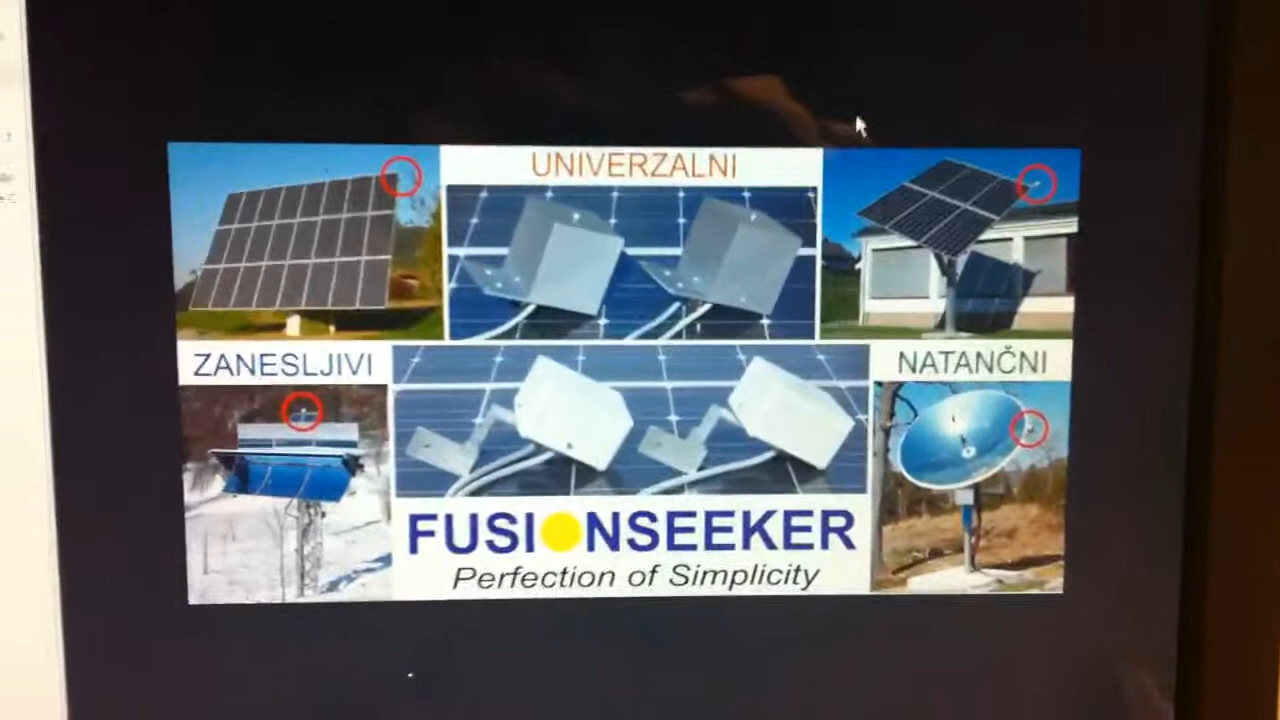 UNIVERZALNI
ZANESLJIVI
NATANČNI
FUSIONSEEKER
Perfection of Simplicity